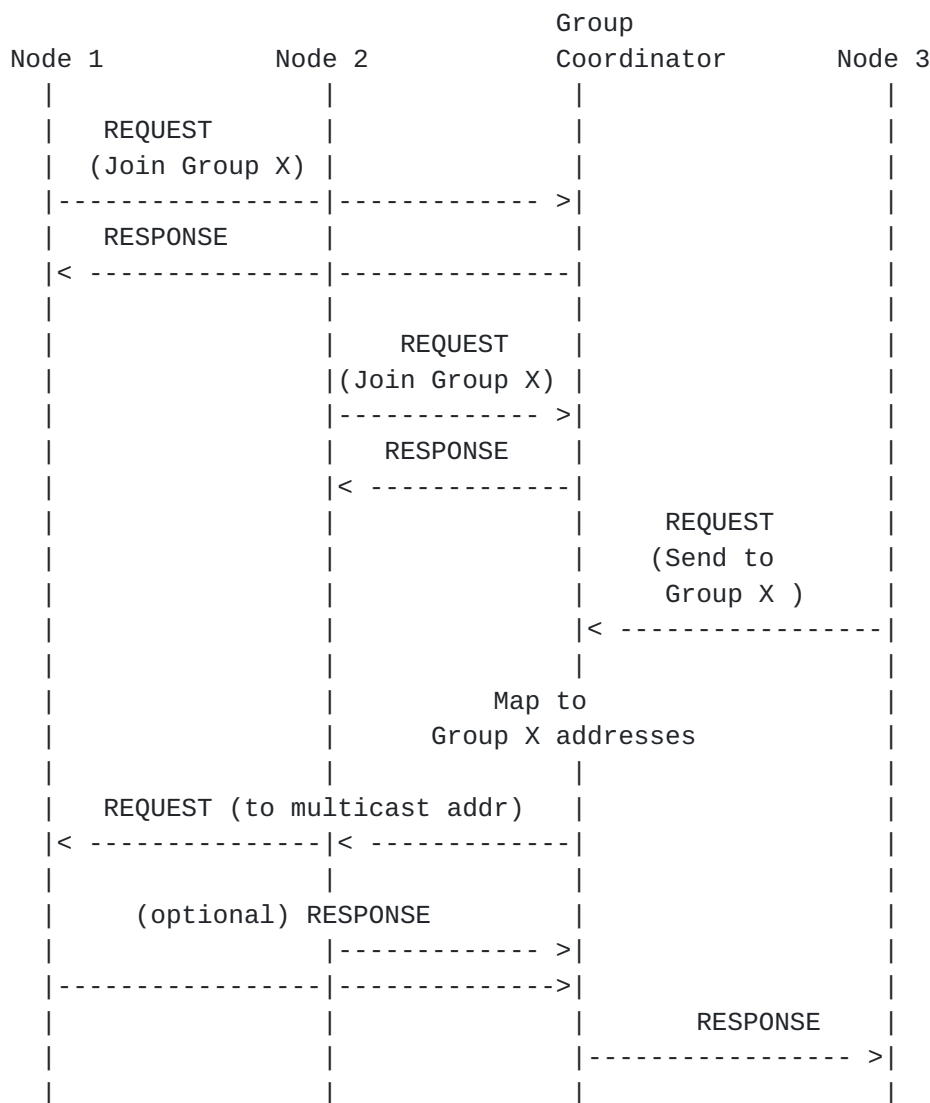 Group
Node 1 Node 2 Coordinator Node 3
REQUEST
(Join Group X)
RESPONSE
REQUEST
(Join Group X)
RESPONSE
REQUEST
(Send to
Group X )
Map to
Group X addresses
REQUEST (to multicast addr)
(optional) RESPONSE
RESPONSE